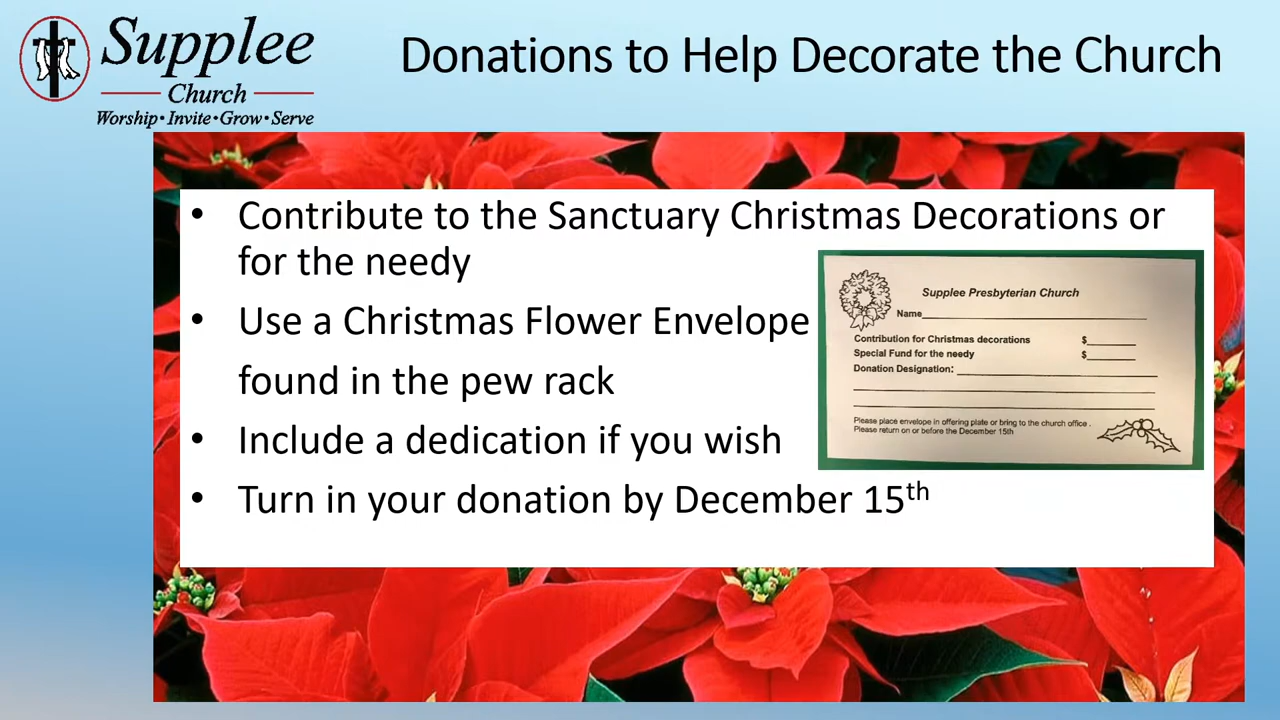 Supplee
Church
Worship•Invite•Grow•Serve
Donations to Help Decorate the Church
• Contribute to the Sanctuary Christmas Decorations or
for the needy
• Use a Christmas Flower Envelope
found in the pew rack
• Include a dedication if you wish
• Turn in your donation by December 15th
Supplee Presbyterian Church
Name
Contribution for Christmas decorations $
Special Fund for the needy $
Donation Designation:
Please place envelope in offering plate or bring to the church office .
Please return on or before the December 15th